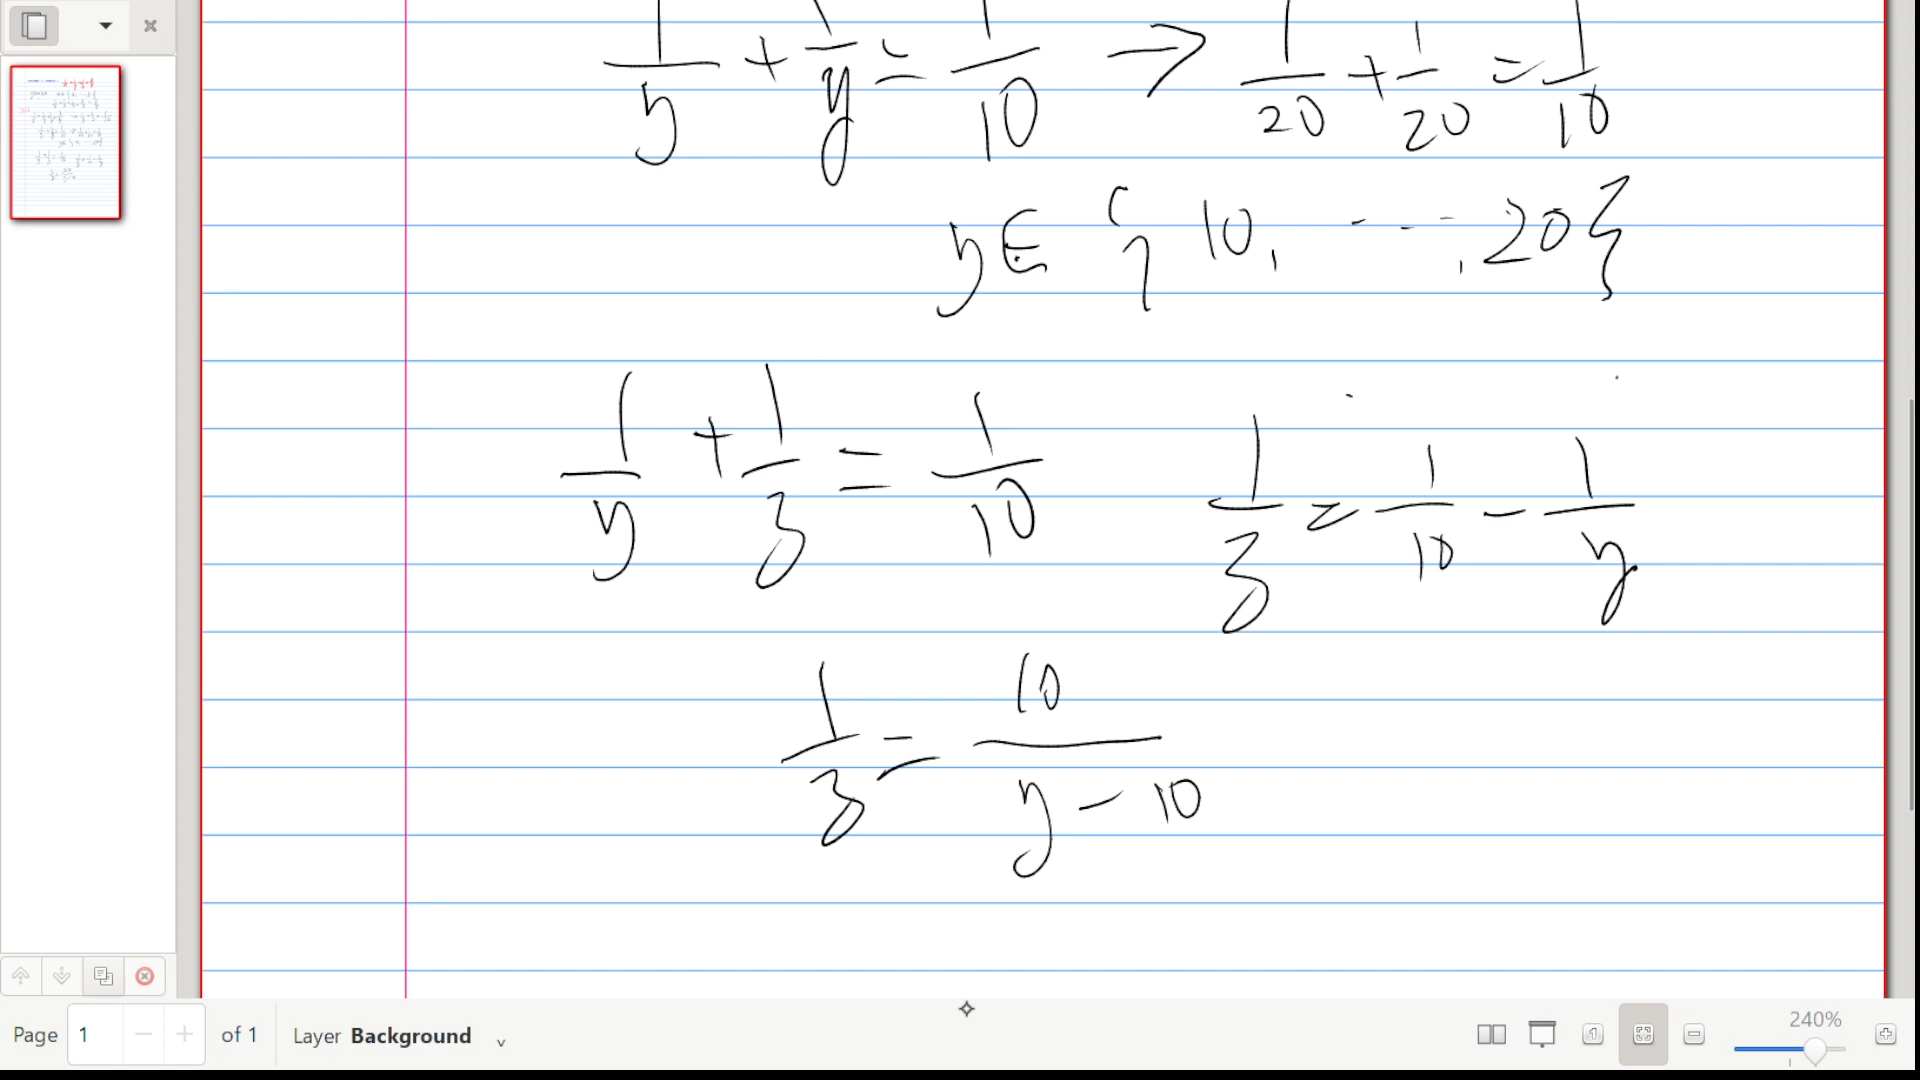 1/y + 1/y = 1/10 → 1/20 + 1/20 = 1/10
y ∈ { 10, ... , 20 }
1/y + 1/z = 1/10    1/z = 1/10 - 1/y
1/z = 10/(y - 10)
Page 1 of 1 Layer Background 240%